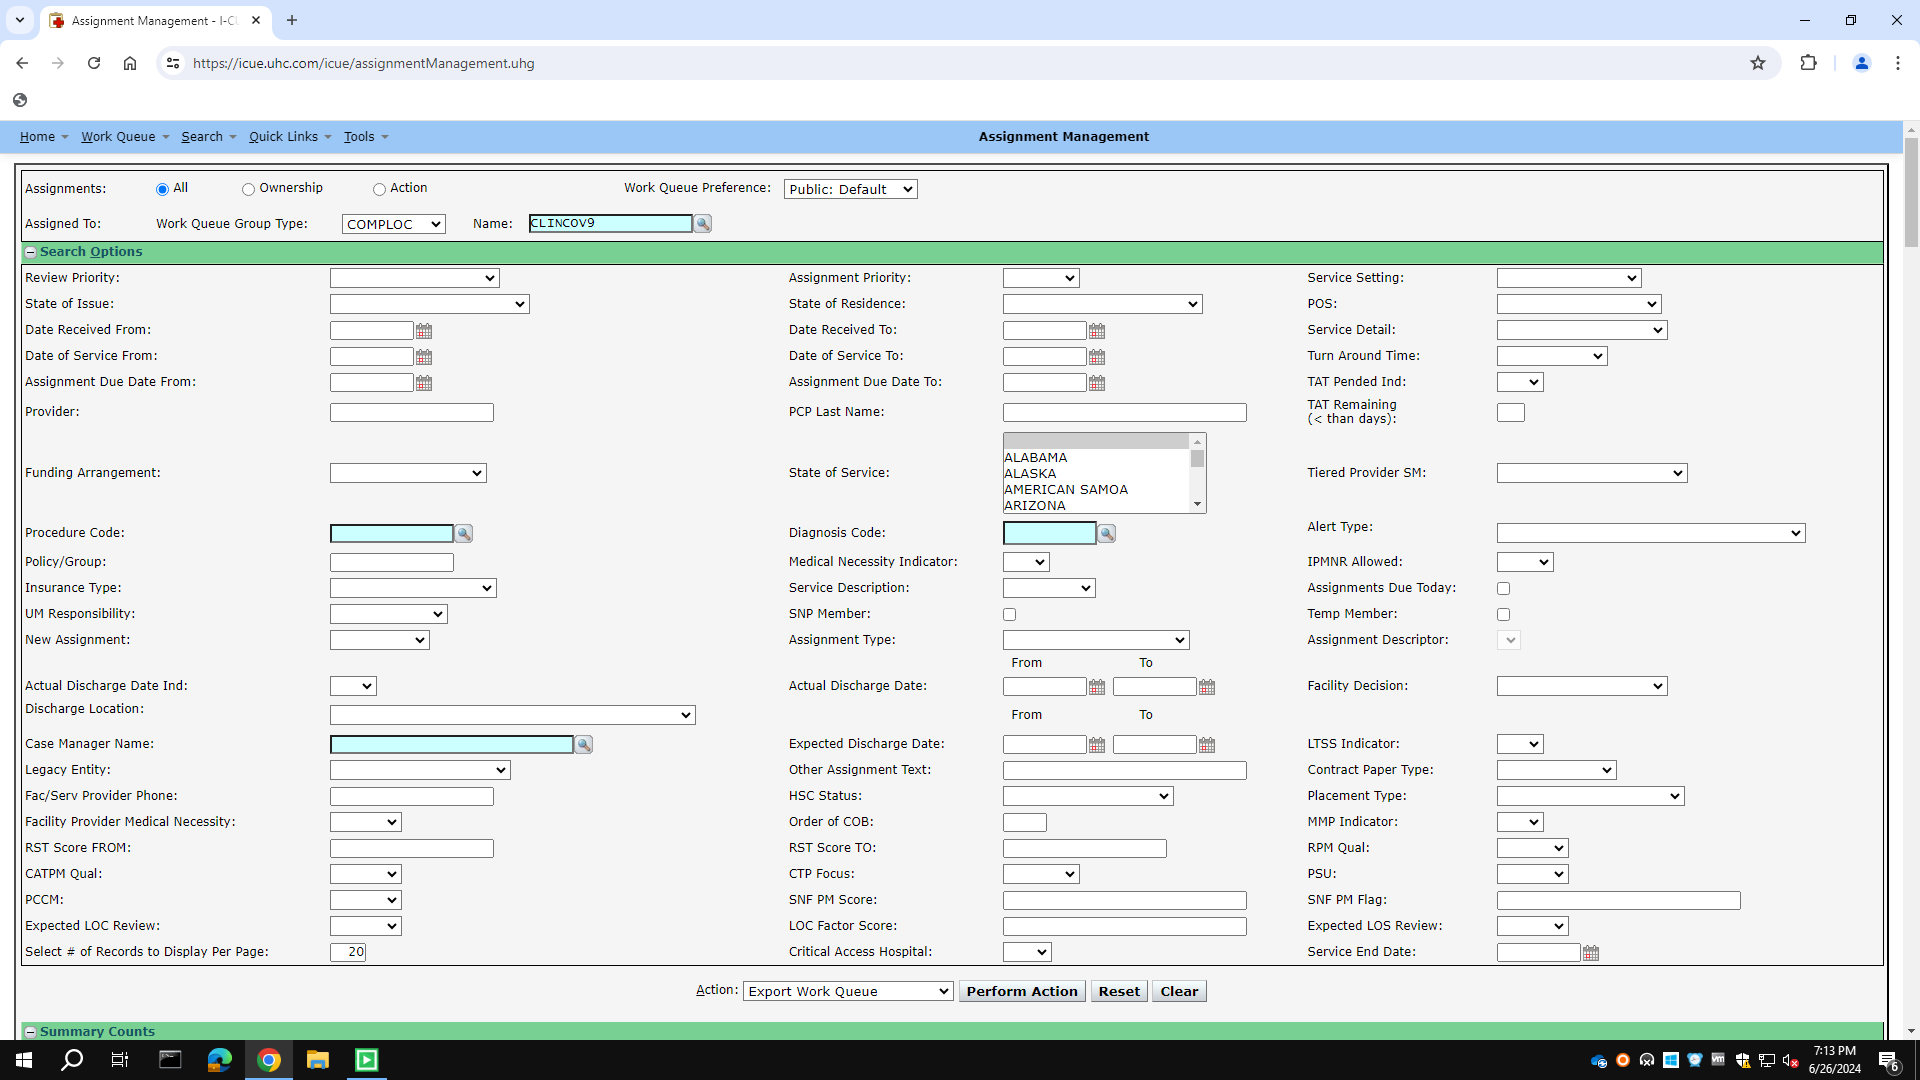 Assignment Management - I-CU
https://icue.uhc.com/icue/assignmentManagement.uhg
Home Work Queue Search Quick Links Tools Assignment Management
Assignments: All Ownership Action Work Queue Preference: Public: Default
Assigned To: Work Queue Group Type: COMPLOC Name: CLINCOV9
Search Options
Review Priority: Assignment Priority: Service Setting:
State of Issue: State of Residence: POS:
Date Received From: Date Received To: Service Detail:
Date of Service From: Date of Service To: Turn Around Time:
Assignment Due Date From: Assignment Due Date To: TAT Pended Ind:
Provider: PCP Last Name: TAT Remaining
(< than days):
Funding Arrangement: State of Service: Tiered Provider SM:
ALABAMA
ALASKA
AMERICAN SAMOA
ARIZONA
Procedure Code: Diagnosis Code: Alert Type:
Policy/Group: Medical Necessity Indicator: IPMNR Allowed:
Insurance Type: Service Description: Assignments Due Today:
UM Responsibility: SNP Member: Temp Member:
New Assignment: Assignment Type: Assignment Descriptor:
From To
Actual Discharge Date Ind: Actual Discharge Date: Facility Decision:
Discharge Location:
From To
Case Manager Name: Expected Discharge Date: LTSS Indicator:
Legacy Entity: Other Assignment Text: Contract Paper Type:
Fac/Serv Provider Phone: HSC Status: Placement Type:
Facility Provider Medical Necessity: Order of COB: MMP Indicator:
RST Score FROM: RST Score TO: RPM Qual:
CATPM Qual: CTP Focus: PSU:
PCCM: SNF PM Score: SNF PM Flag:
Expected LOC Review: LOC Factor Score: Expected LOS Review:
Select # of Records to Display Per Page: 20 Critical Access Hospital: Service End Date:
Action: Export Work Queue Perform Action Reset Clear
Summary Counts
7:13 PM
6/26/2024
6